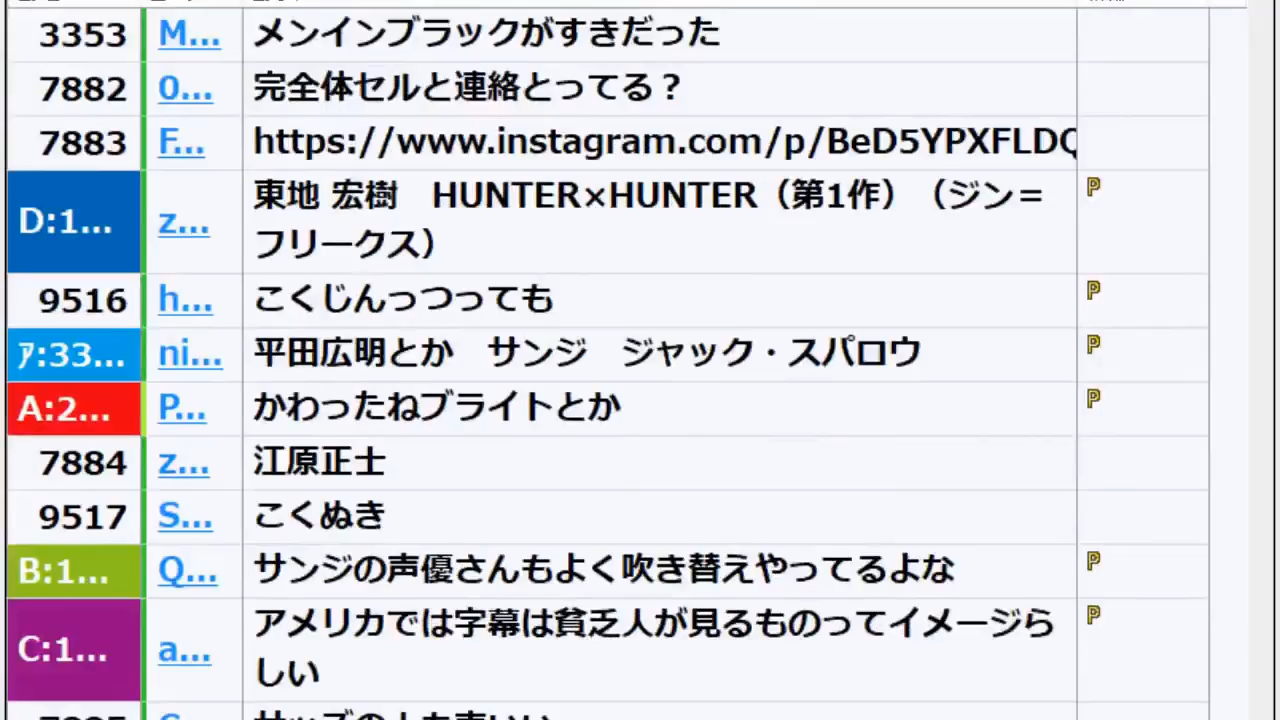 3353 M... メンインブラックがすきだった
7882 0... 完全体セルと連絡とってる？
7883 F... https://www.instagram.com/p/BeD5YPXFLDQ
D:1... z... 東地 宏樹　HUNTER×HUNTER（第1作）（ジン＝
フリークス）
9516 h... こくじんっつっても
ｱ:33... ni... 平田広明とか　サンジ　ジャック・スパロウ
A:2... P... かわったねブライトとか
7884 z... 江原正士
9517 S... こくぬき
B:1... Q... サンジの声優さんもよく吹き替えやってるよな
C:1... a... アメリカでは字幕は貧乏人が見るものってイメージら
しい